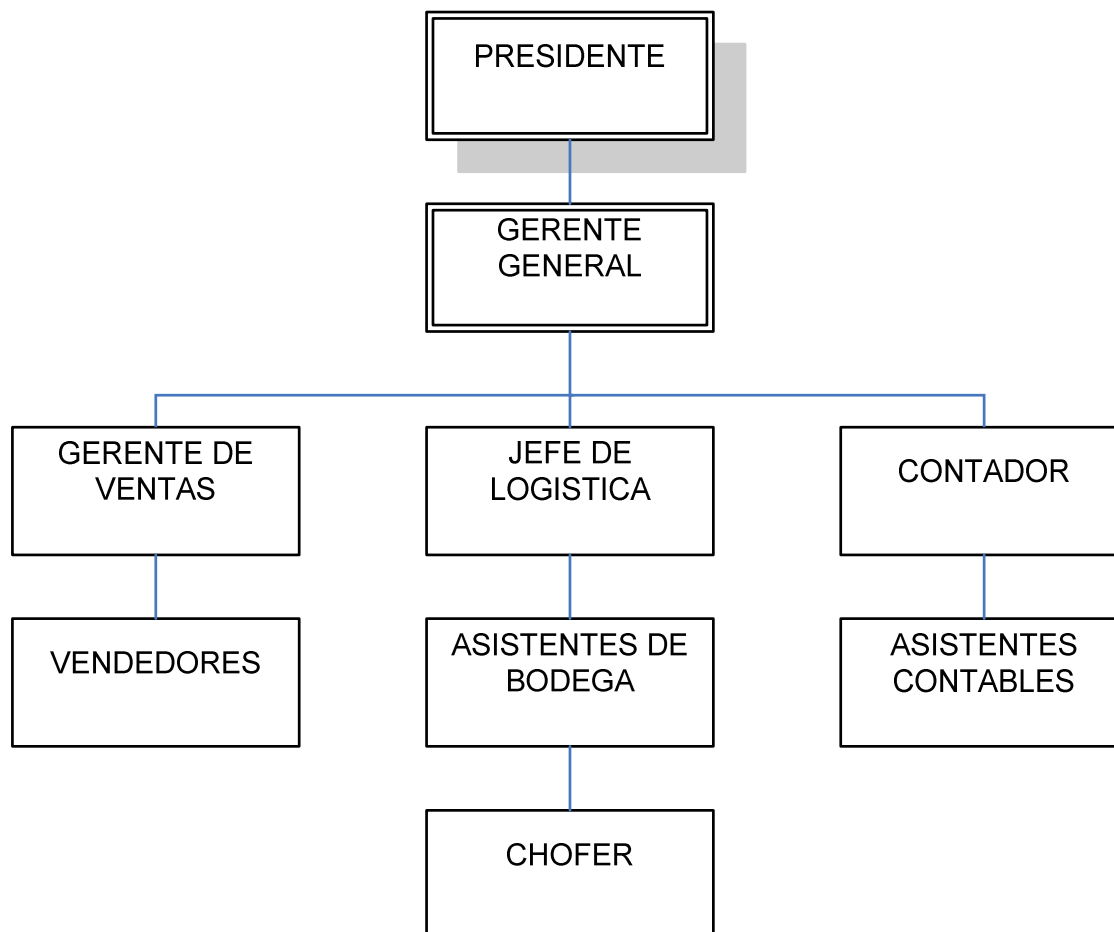 PRESIDENTE
GERENTE
GENERAL
GERENTE DE
VENTAS
JEFE DE
LOGISTICA
CONTADOR
VENDEDORES
ASISTENTES DE
BODEGA
ASISTENTES
CONTABLES
CHOFER